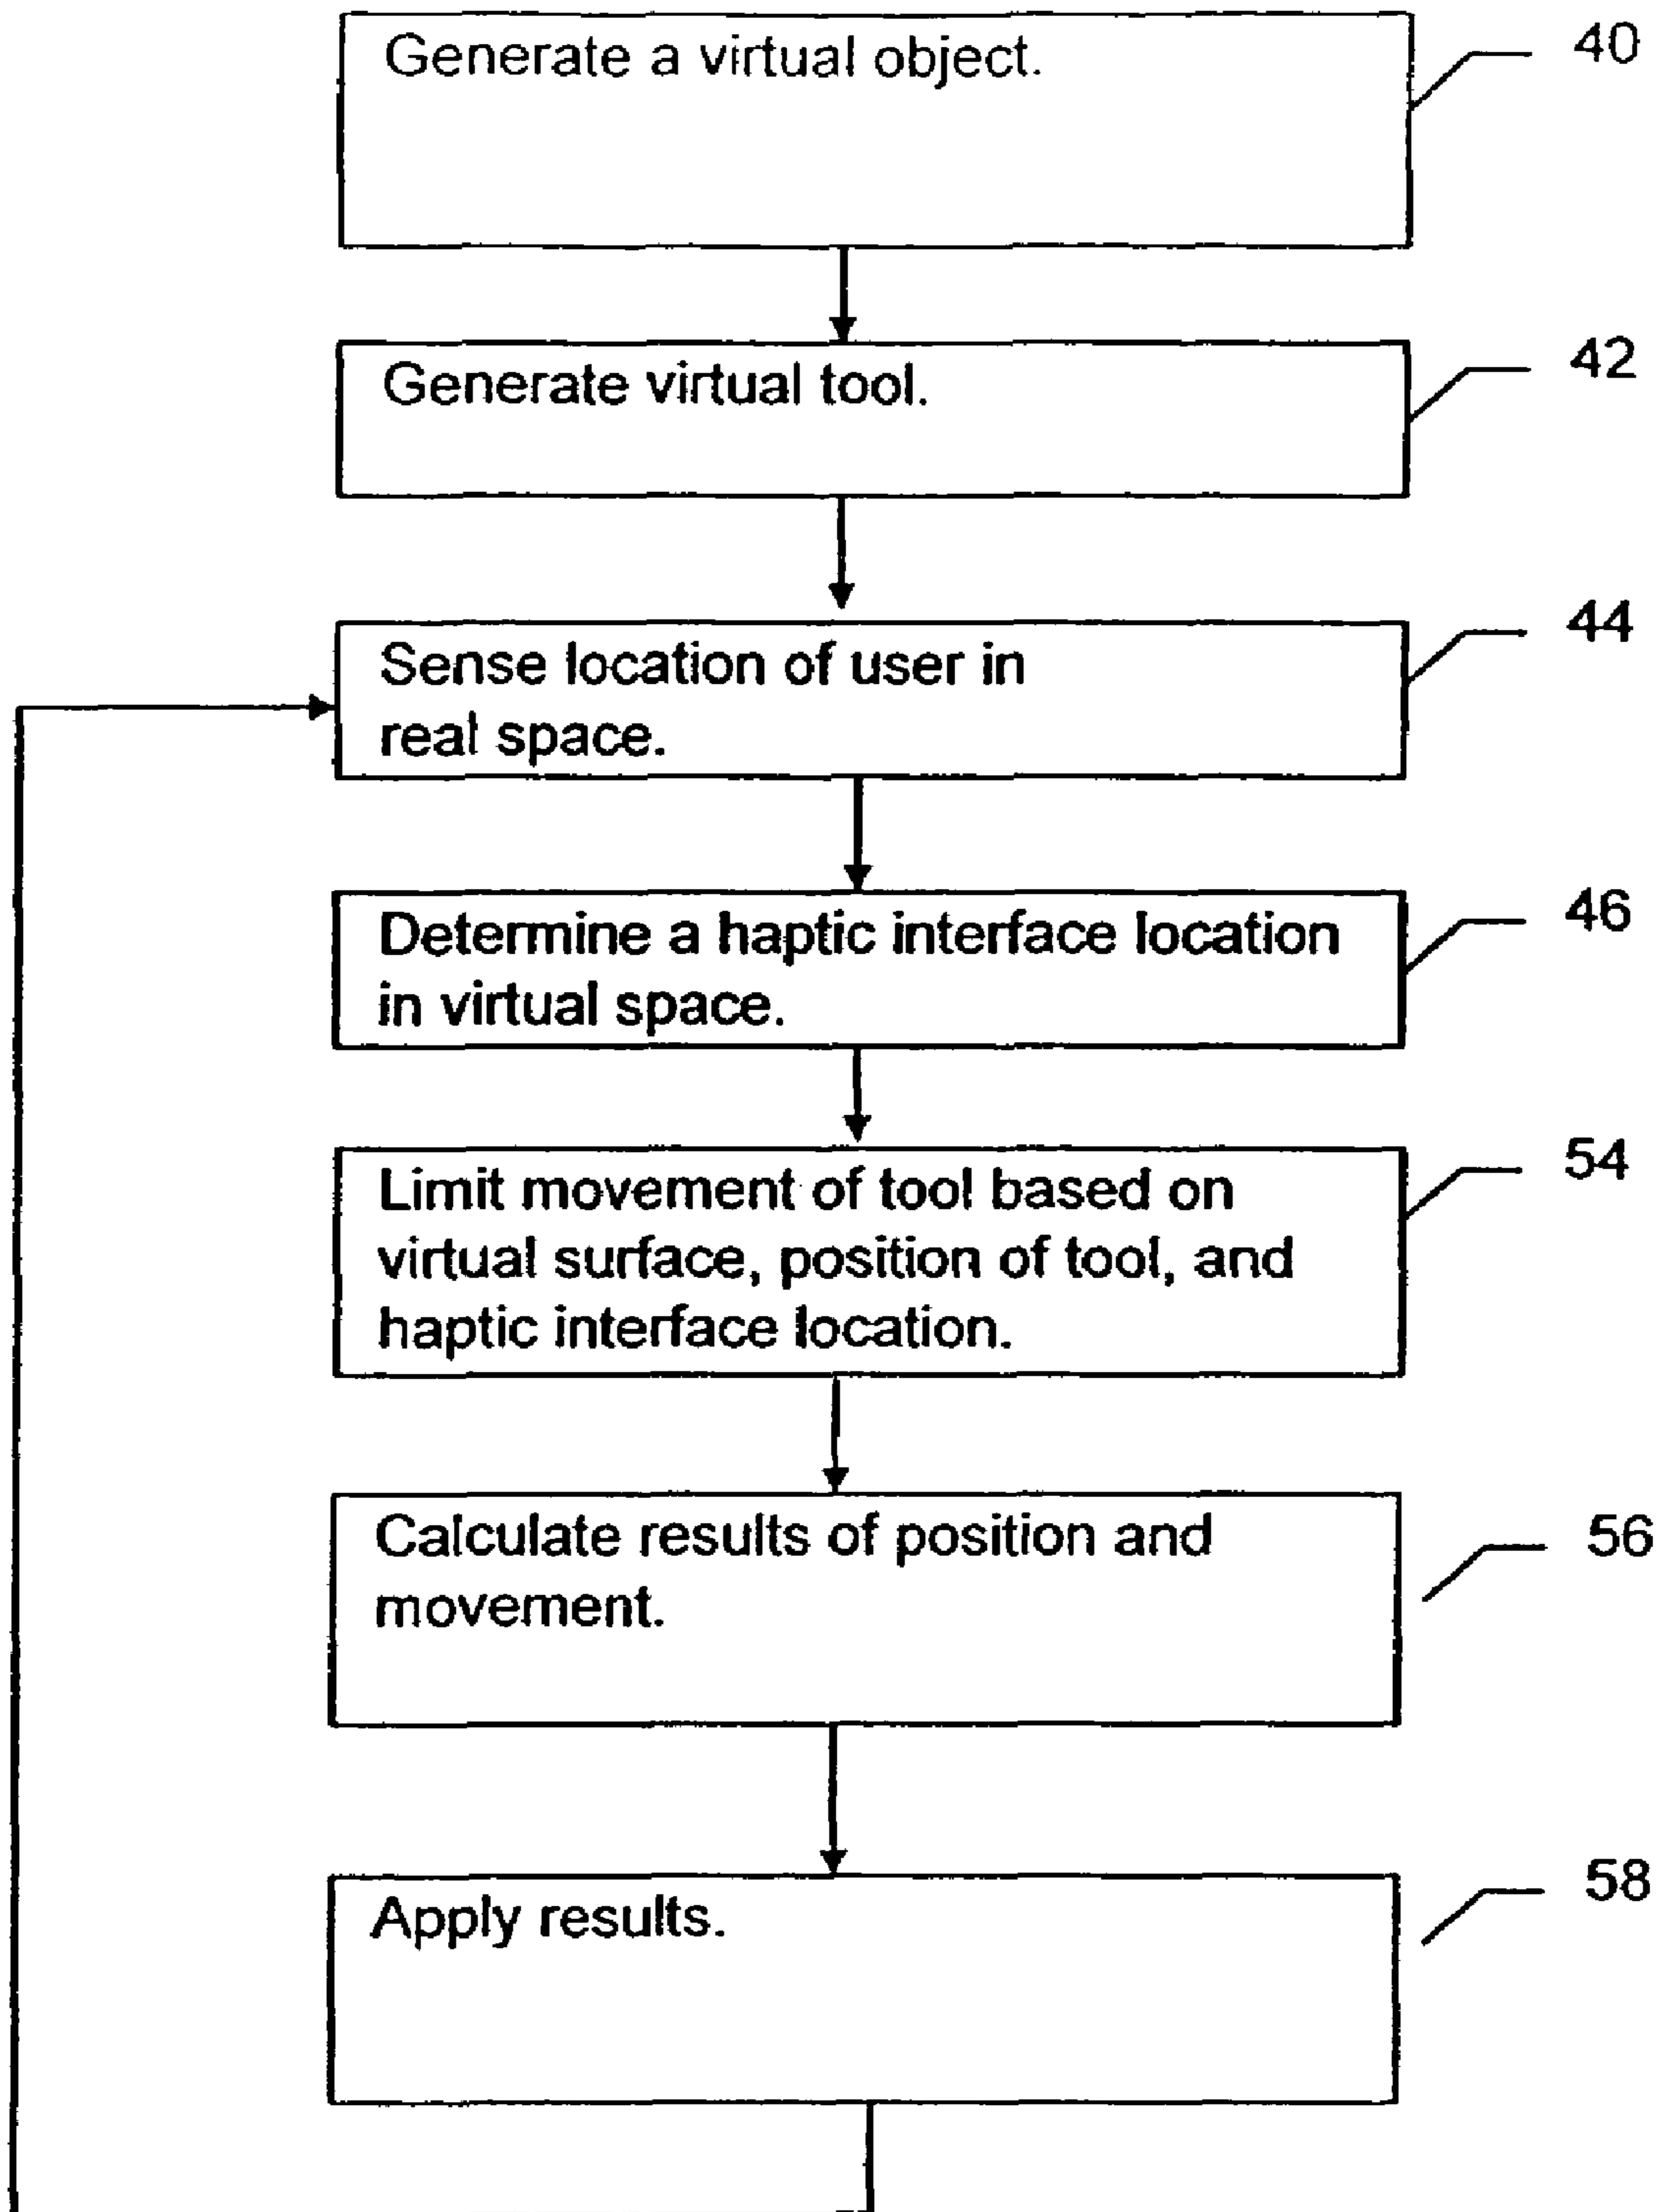 Generate a virtual object.
40
Generate virtual tool.
42
Sense location of user in
real space.
44
Determine a haptic interface location
in virtual space.
46
Limit movement of tool based on
virtual surface, position of tool, and
haptic interface location.
54
Calculate results of position and
movement.
56
Apply results.
58